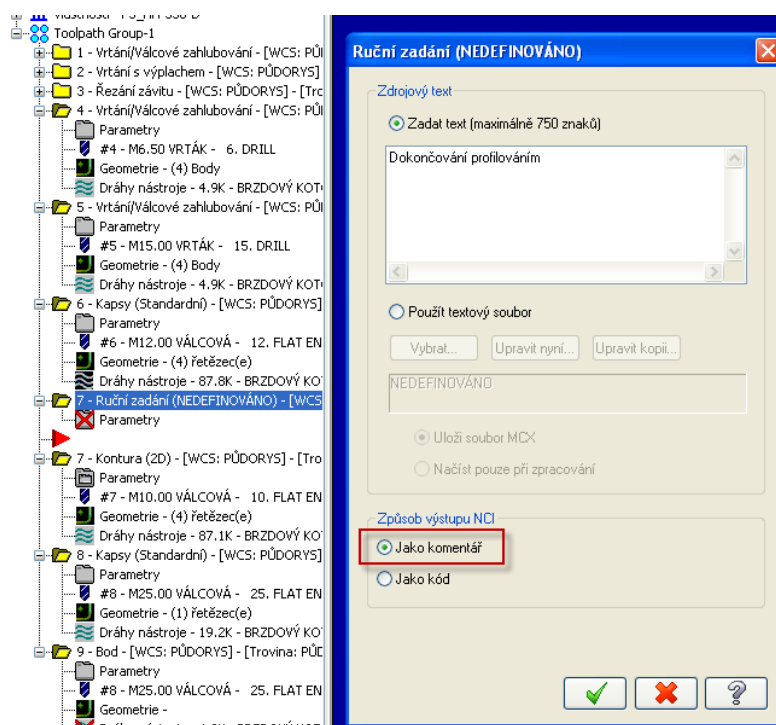 Toolpath Group-1
1 - Vrtání/Válcové zahlubování - [WCS: PŮI
2 - Vrtání s výplachem - [WCS: PŮDORYS]
3 - Řezání závitu - [WCS: PŮDORYS] - [Trc
4 - Vrtání/Válcové zahlubování - [WCS: PŮI
Parametry
#4 - M6.50 VRTÁK - 6. DRILL
Geometrie - (4) Body
Dráhy nástroje - 4.9K - BRZDOVÝ KOT
5 - Vrtání/Válcové zahlubování - [WCS: PŮI
Parametry
#5 - M15.00 VRTÁK - 15. DRILL
Geometrie - (4) Body
Dráhy nástroje - 4.9K - BRZDOVÝ KOT
6 - Kapsy (Standardní) - [WCS: PŮDORYS]
Parametry
#6 - M12.00 VÁLCOVÁ - 12. FLAT EN
Geometrie - (4) řetězec(e)
Dráhy nástroje - 87.8K - BRZDOVÝ KO
7 - Ruční zadání (NEDEFINOVÁNO) - [WCS
Parametry
7 - Kontura (2D) - [WCS: PŮDORYS] - [Tro
Parametry
#7 - M10.00 VÁLCOVÁ - 10. FLAT EN
Geometrie - (4) řetězec(e)
Dráhy nástroje - 87.1K - BRZDOVÝ KO
8 - Kapsy (Standardní) - [WCS: PŮDORYS]
Parametry
#8 - M25.00 VÁLCOVÁ - 25. FLAT EN
Geometrie - (1) řetězec(e)
Dráhy nástroje - 19.2K - BRZDOVÝ KO
9 - Bod - [WCS: PŮDORYS] - [Trovina: PŮD
Parametry
#8 - M25.00 VÁLCOVÁ - 25. FLAT EN
Geometrie -
Ruční zadání (NEDEFINOVÁNO)
Zdrojový text
Zadat text (maximálně 750 znaků)
Dokončování profilováním
Použít textový soubor
Vybrat...
Upravit nyní...
Upravit kopii...
NEDEFINOVÁNO
Uloži soubor MCX
Načíst pouze při zpracování
Způsob výstupu NCI
Jako komentář
Jako kód